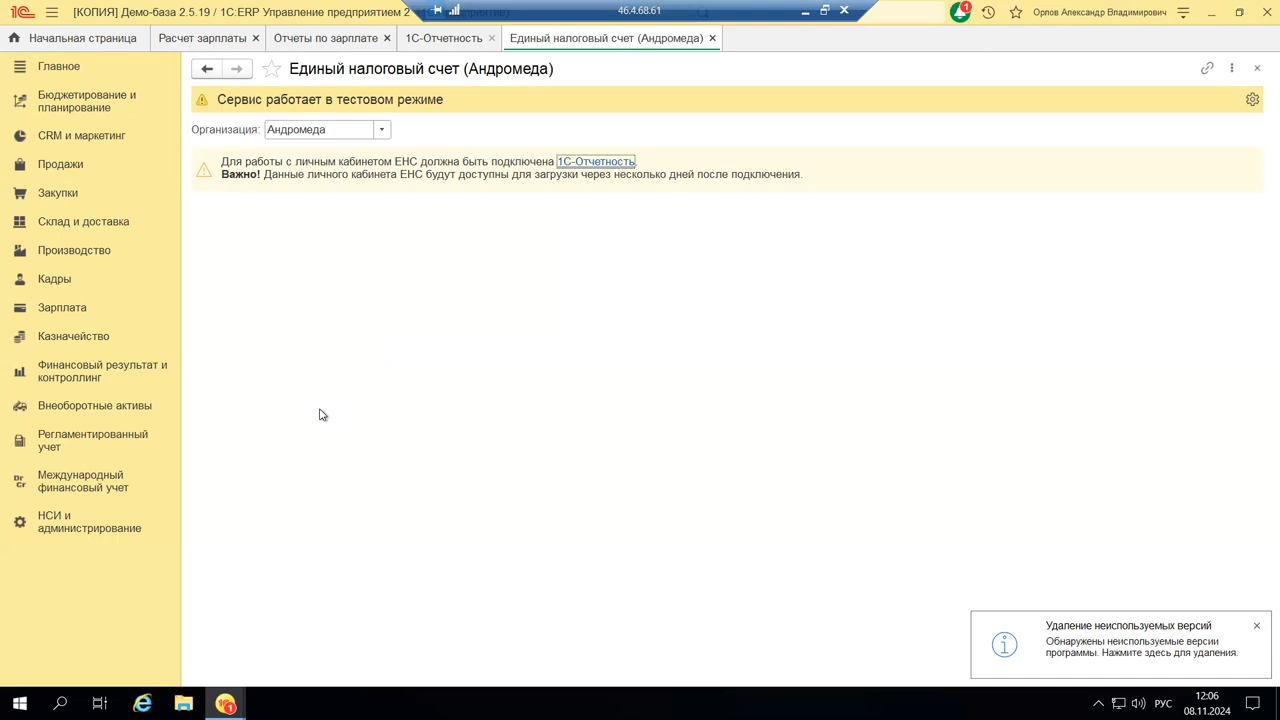 [КОПИЯ] Демо-база 2.5.19 / 1С:ERP Управление предприятием 2
46.4.68.61
1
Орлов Александр Владимирович
Начальная страница
Расчет зарплаты
Отчеты по зарплате
1С-Отчетность
Единый налоговый счет (Андромеда)
Главное
Бюджетирование и
планирование
CRM и маркетинг
Продажи
Закупки
Склад и доставка
Производство
Кадры
Зарплата
Казначейство
Финансовый результат и
контроллинг
Внеоборотные активы
Регламентированный
учет
Международный
финансовый учет
НСИ и
администрирование
Единый налоговый счет (Андромеда)
Сервис работает в тестовом режиме
Организация: Андромеда
Для работы с личным кабинетом ЕНС должна быть подключена 1С-Отчетность.
Важно! Данные личного кабинета ЕНС будут доступны для загрузки через несколько дней после подключения.
Удаление неиспользуемых версий
Обнаружены неиспользуемые версии
программы. Нажмите здесь для удаления.
РУС
12:06
08.11.2024